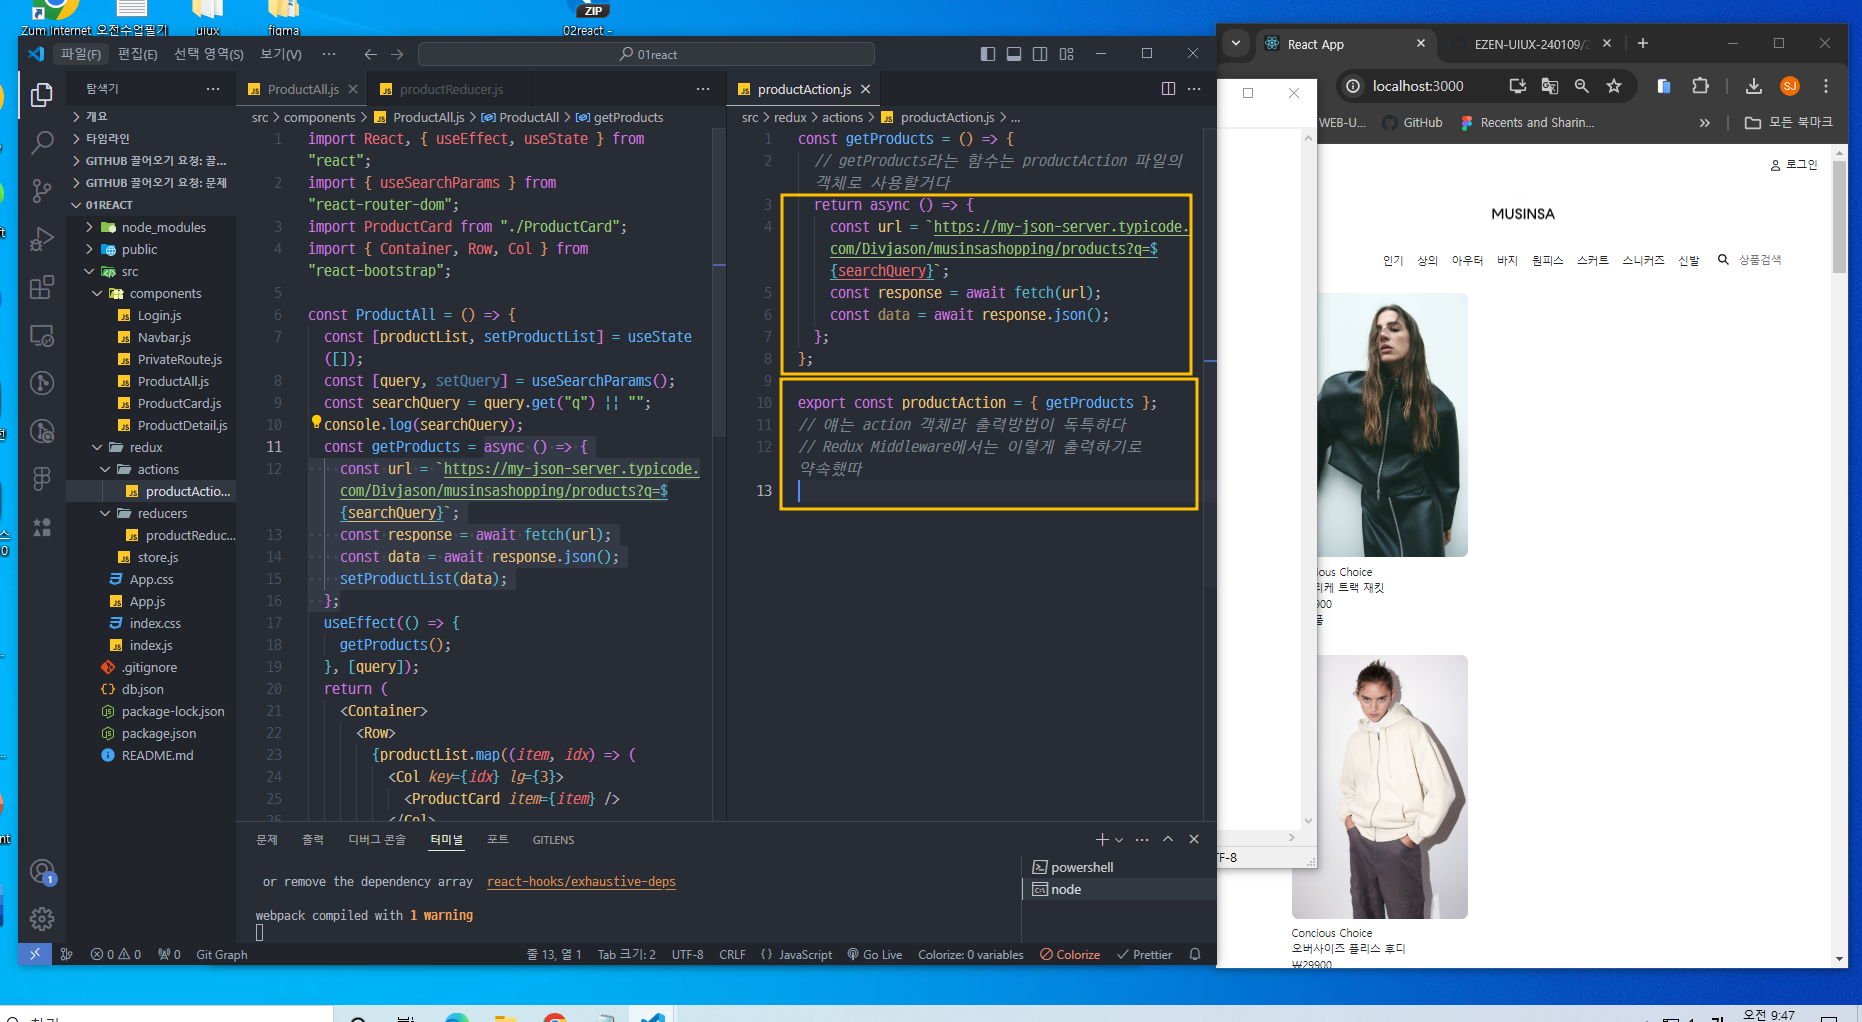 Zum Internet
오전수업필기
uiux
figma
ZIP
02react -
파일(F)
편집(E)
선택 영역(S)
보기(V)
01react
탐색기
개요
타임라인
GITHUB 끌어오기 요청: 끌...
GITHUB 끌어오기 요청: 문제
01REACT
node_modules
public
src
components
Login.js
Navbar.js
PrivateRoute.js
ProductAll.js
ProductCard.js
ProductDetail.js
redux
actions
productActio...
reducers
productReduc...
store.js
App.css
App.js
index.css
index.js
.gitignore
db.json
package-lock.json
package.json
README.md
ProductAll.js
productReducer.js
src > components > ProductAll.js > ProductAll > getProducts
1 import React, { useEffect, useState } from
"react";
2 import { useSearchParams } from
"react-router-dom";
3 import ProductCard from "./ProductCard";
4 import { Container, Row, Col } from
"react-bootstrap";
5
6 const ProductAll = () => {
7 const [productList, setProductList] = useState
([]);
8 const [query, setQuery] = useSearchParams();
9 const searchQuery = query.get("q") || "";
10 console.log(searchQuery);
11 const getProducts = async () => {
12 const url = `https://my-json-server.typicode.
com/Divjason/musinsashopping/products?q=$
{searchQuery}`;
13 const response = await fetch(url);
14 const data = await response.json();
15 setProductList(data);
16 };
17 useEffect(() => {
18 getProducts();
19 }, [query]);
20 return (
21 <Container>
22 <Row>
23 {productList.map((item, idx) => (
24 <Col key={idx} lg={3}>
25 <ProductCard item={item} />
26 </Col>
productAction.js
src > redux > actions > productAction.js > ...
1 const getProducts = () => {
2 // getProducts라는 함수는 productAction 파일의
객체로 사용할거다
3 return async () => {
4 const url = `https://my-json-server.typicode.
com/Divjason/musinsashopping/products?q=$
{searchQuery}`;
5 const response = await fetch(url);
6 const data = await response.json();
7 };
8 };
9
10 export const productAction = { getProducts };
11 // 얘는 action 객체라 출력방법이 독특하다
12 // Redux Middleware에서는 이렇게 출력하기로
약속했따
13
문제
출력
디버그 콘솔
터미널
포트
GITLENS
or remove the dependency array react-hooks/exhaustive-deps
webpack compiled with 1 warning
powershell
node
1
0 0
0
Git Graph
줄 13, 열 1
Tab 크기: 2
UTF-8
CRLF
{ } JavaScript
Go Live
Colorize: 0 variables
Colorize
Prettier
TF-8
React App
EZEN-UIUX-240109/
localhost:3000
SJ
WEB-U...
GitHub
Recents and Sharin...
모든 북마크
로그인
MUSINSA
인기
상의
아우터
바지
원피스
스커트
스니커즈
신발
상품검색
ious Choice
리케 트랙 재킷
900
품
Concious Choice
오버사이즈 플리스 후디
₩29900
오전 9:47